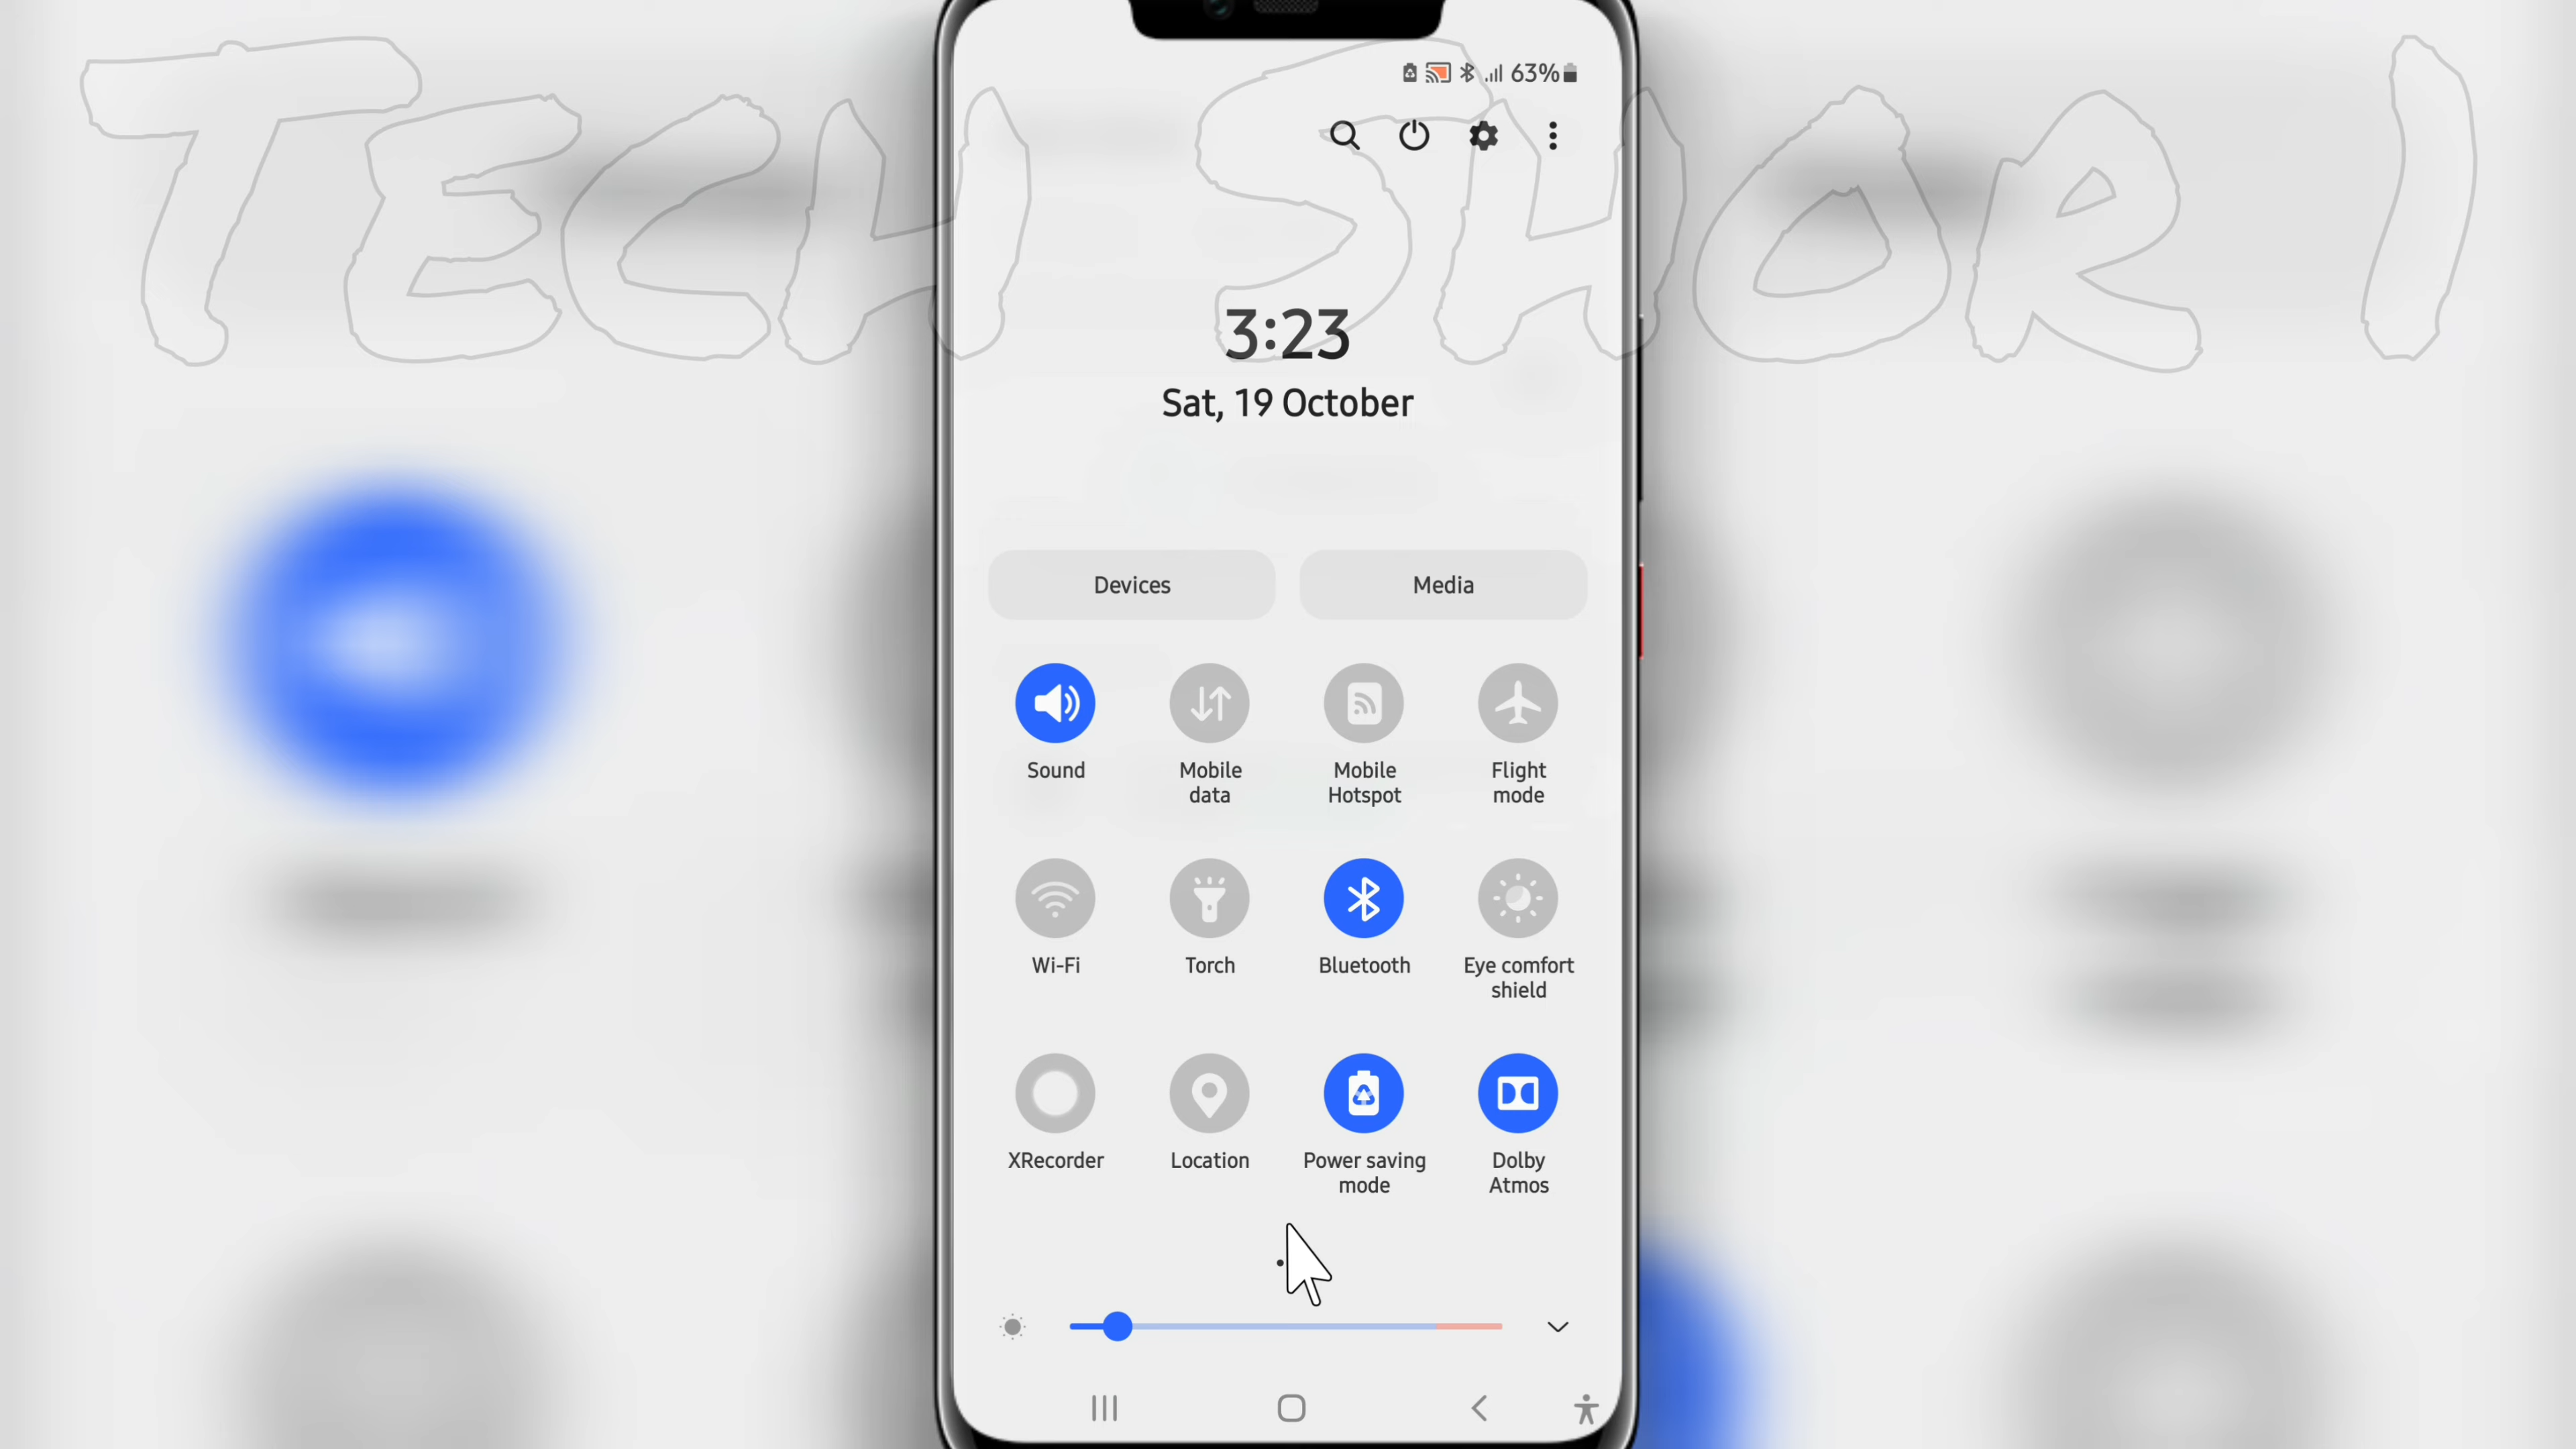 TECH SHOR I
63%
3:23
Sat, 19 October
Devices
Media
Sound
Mobile
data
Mobile
Hotspot
Flight
mode
Wi-Fi
Torch
Bluetooth
Eye comfort
shield
XRecorder
Location
Power saving
mode
Dolby
Atmos